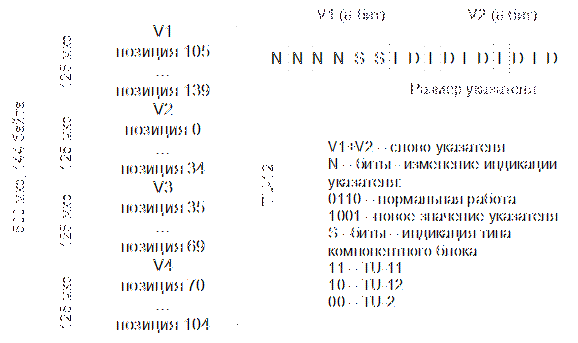 V1
позиция 105
...
позиция 139
V2
позиция 0
...
позиция 34
V3
позиция 35
...
позиция 69
V4
позиция 70
...
позиция 104
125 мкс
125 мкс
125 мкс
125 мкс
500 мкс, 144 байта
TU-12
V1 (8 бит) V2 (8 бит)
N N N N S S I D I D I D I D I D
Размер указателя
V1+V2 - слово указателя
N - биты - изменение индикации
указателя:
0110 - нормальная работа
1001 - новое значение указателя
S - биты - индикация типа
компонентного блока
11 - TU-11
10 - TU-12
00 - TU-2